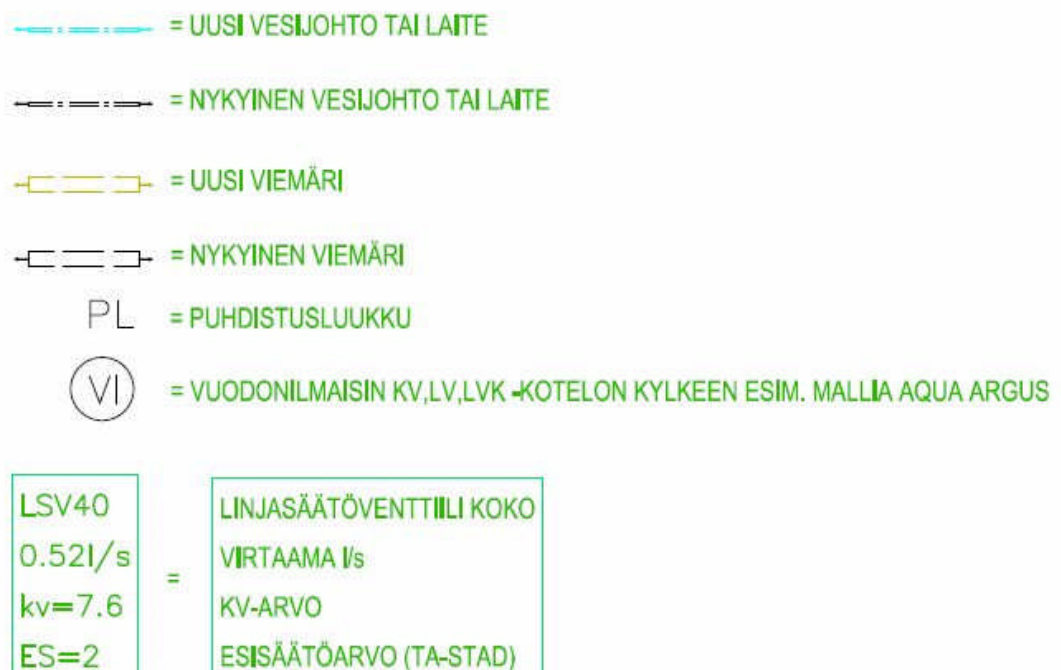 = UUSI VESIJOHTO TAI LAITE
= NYKYINEN VESIJOHTO TAI LAITE
= UUSI VIEMÄRI
= NYKYINEN VIEMÄRI
PL = PUHDISTUSLUUKKU
VI = VUODONILMAISIN KV,LV,LVK -KOTELON KYLKEEN ESIM. MALLIA AQUA ARGUS
LSV40
0.52l/s
kv=7.6
ES=2
=
LINJASÄÄTÖVENTTIILI KOKO
VIRTAAMA l/s
KV-ARVO
ESISÄÄTÖARVO (TA-STAD)